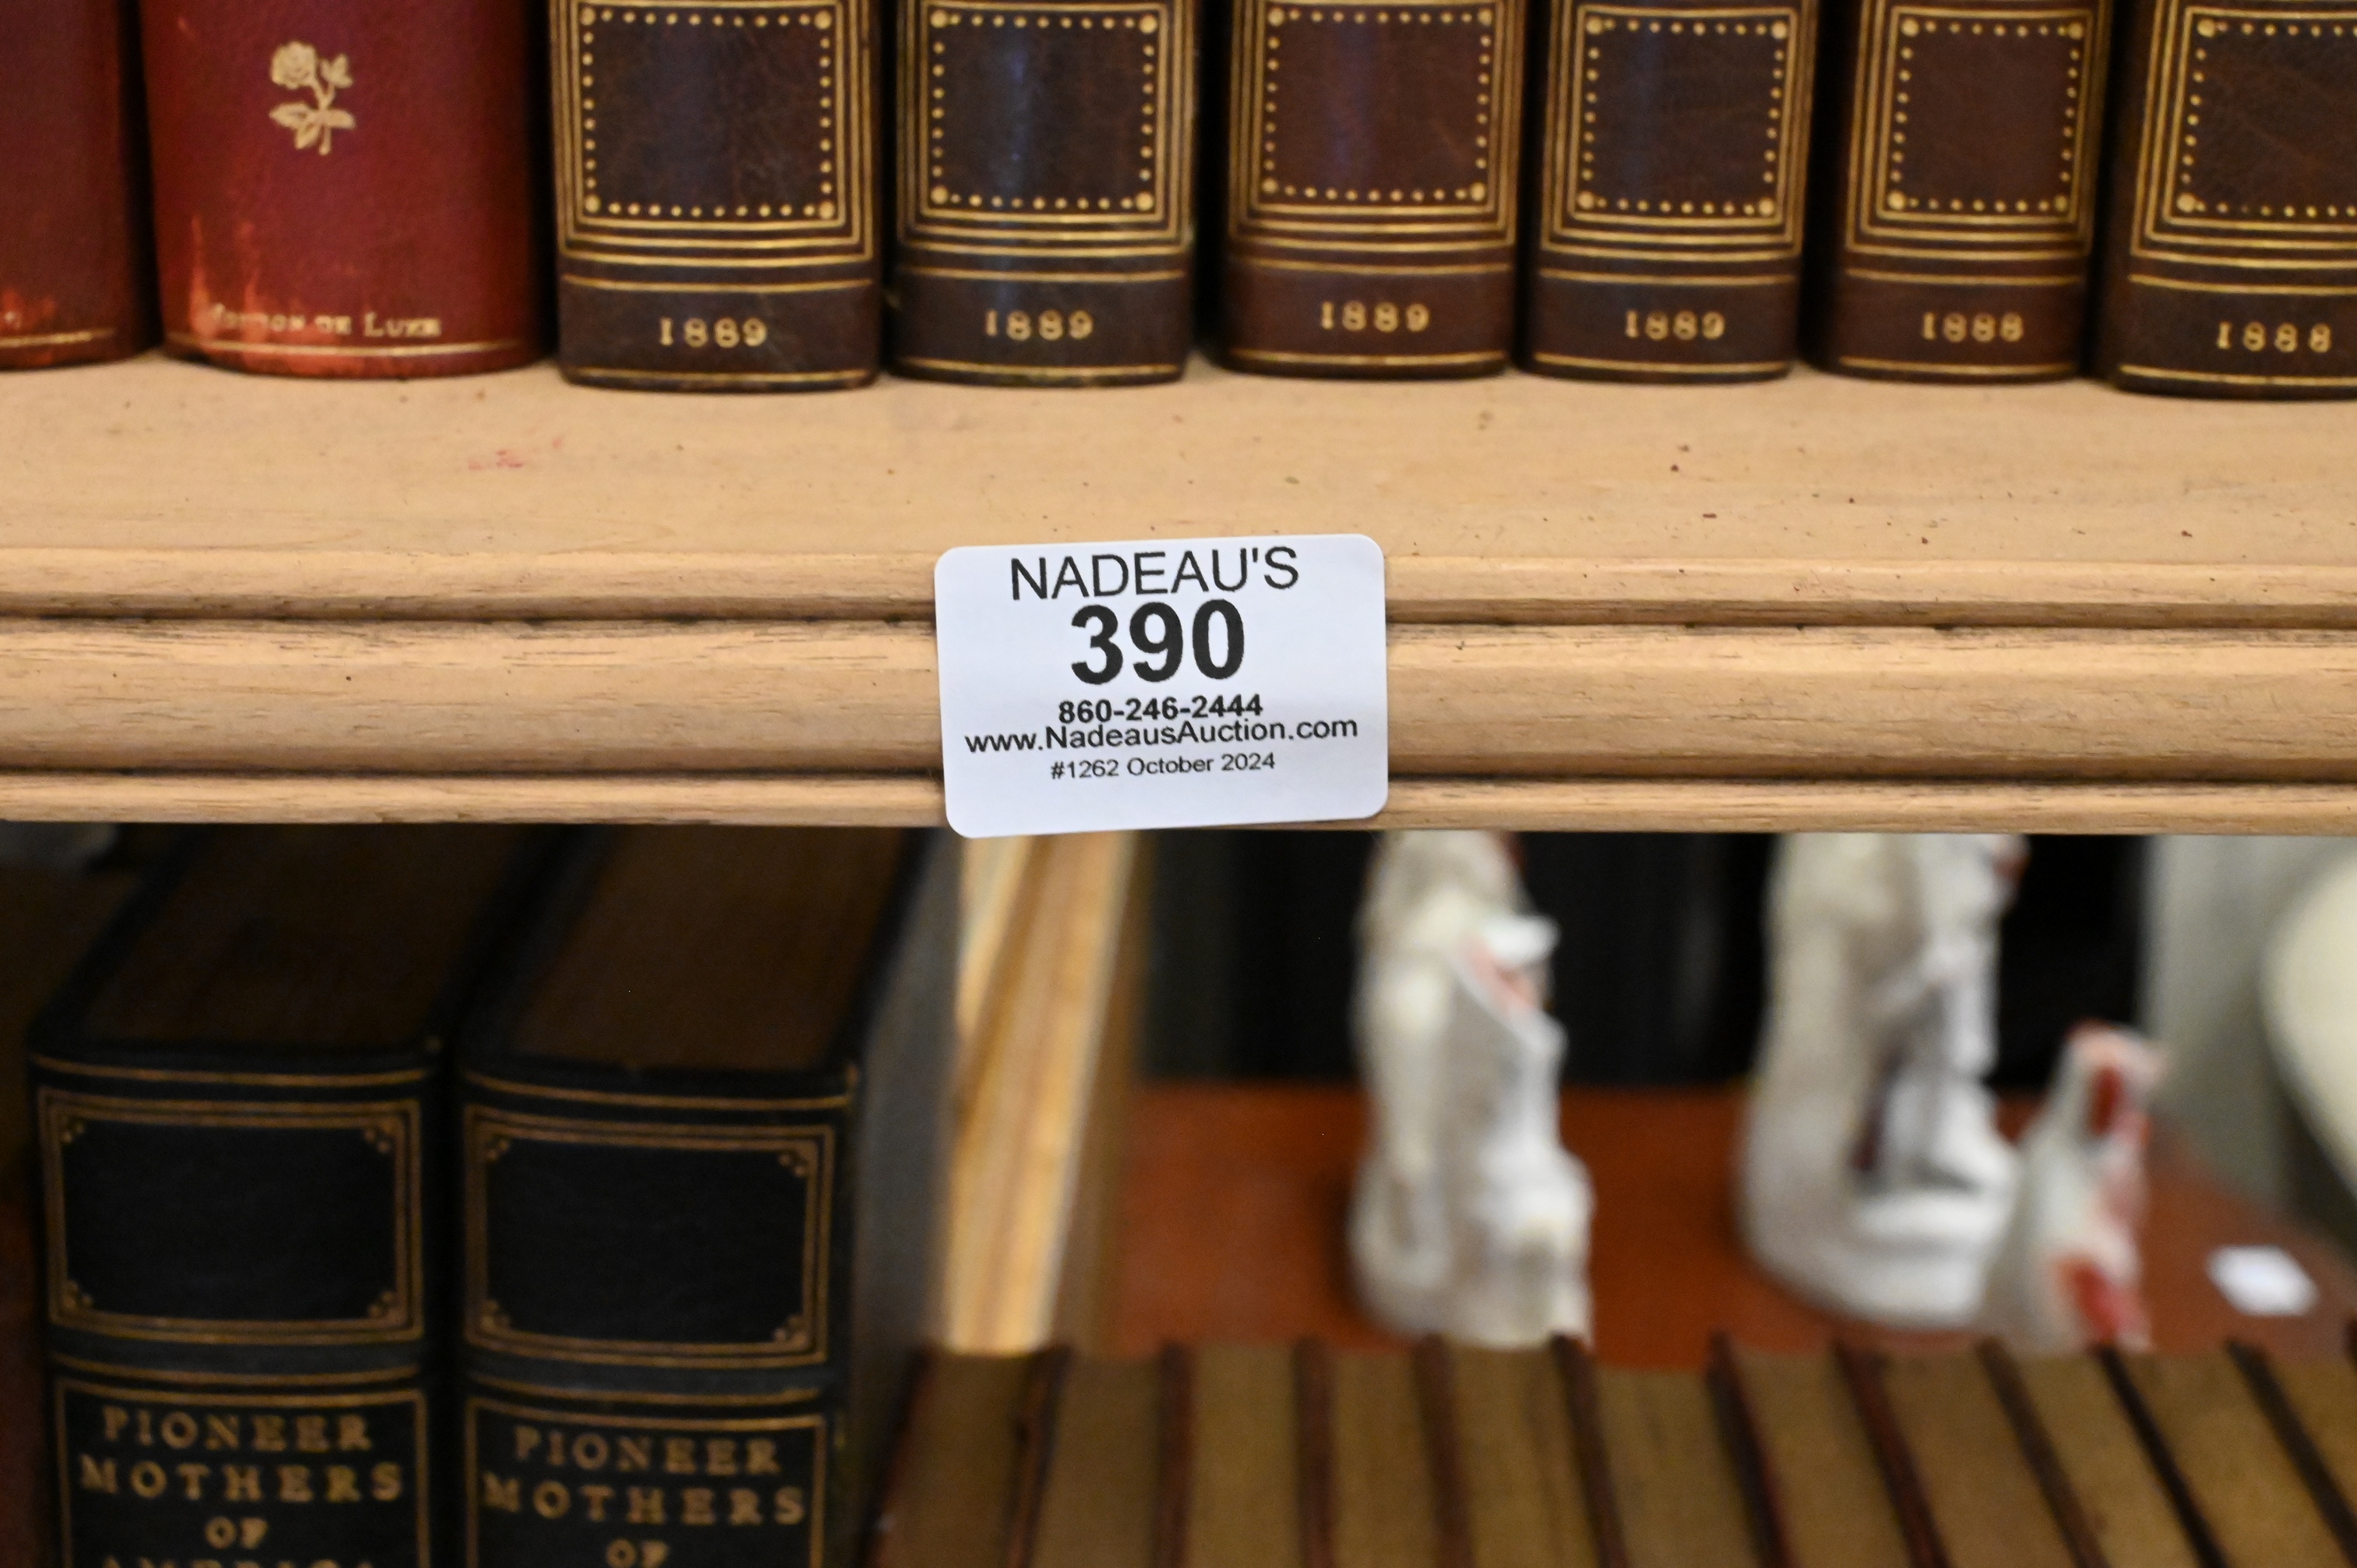 EDITION DE LUXE
1889
1889
1889
1889
1888
1888
NADEAU'S
390
860-246-2444
www.NadeausAuction.com
#1262 October 2024
PIONEER
MOTHERS
OF
AMERICA
PIONEER
MOTHERS
OF